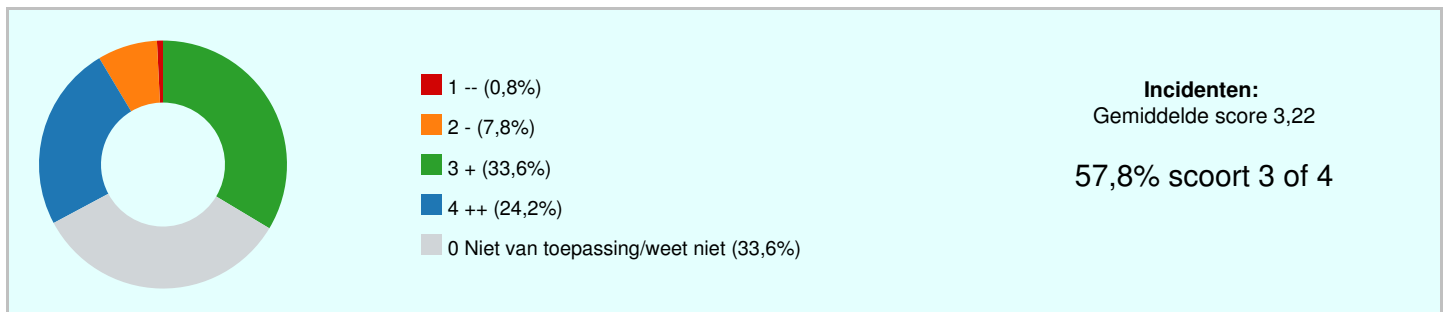 1 -- (0,8%)
2 - (7,8%)
3 + (33,6%)
4 ++ (24,2%)
0 Niet van toepassing/weet niet (33,6%)
Incidenten:
Gemiddelde score 3,22
57,8% scoort 3 of 4